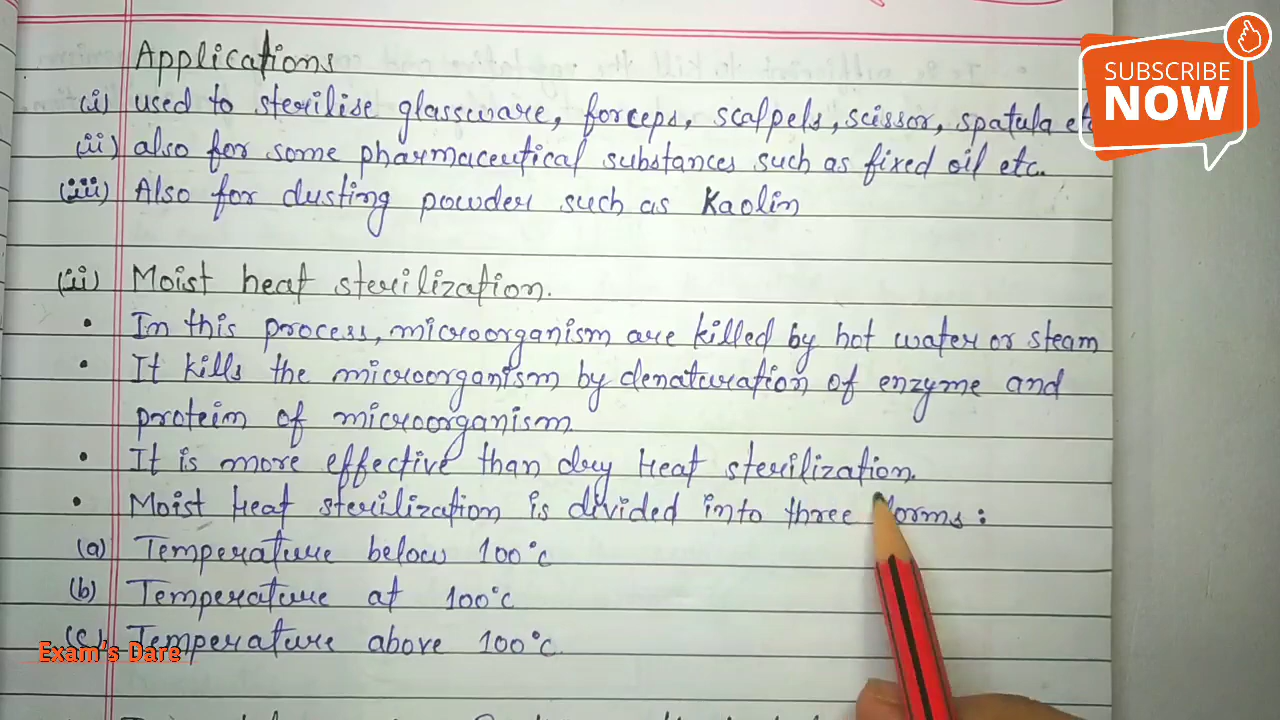 Applications
(i) used to sterilise glassware, forceps, scalpels, scissor, spatula et
(ii) also for some pharmaceutical substances such as fixed oil etc.
(iii) Also for dusting powder such as Kaolin
(ii) Moist heat sterilization.
• In this process, microorganism are killed by hot water or steam
• It kills the microorganism by denaturation of enzyme and
protein of microorganism
• It is more effective than dry Heat sterilization.
• Moist Heat sterilization is divided into three forms:
(a) Temperature below 100°c
(b) Temperature at 100°c
(c) Temperature above 100°c.
SUBSCRIBE
NOW
Exam's Dare